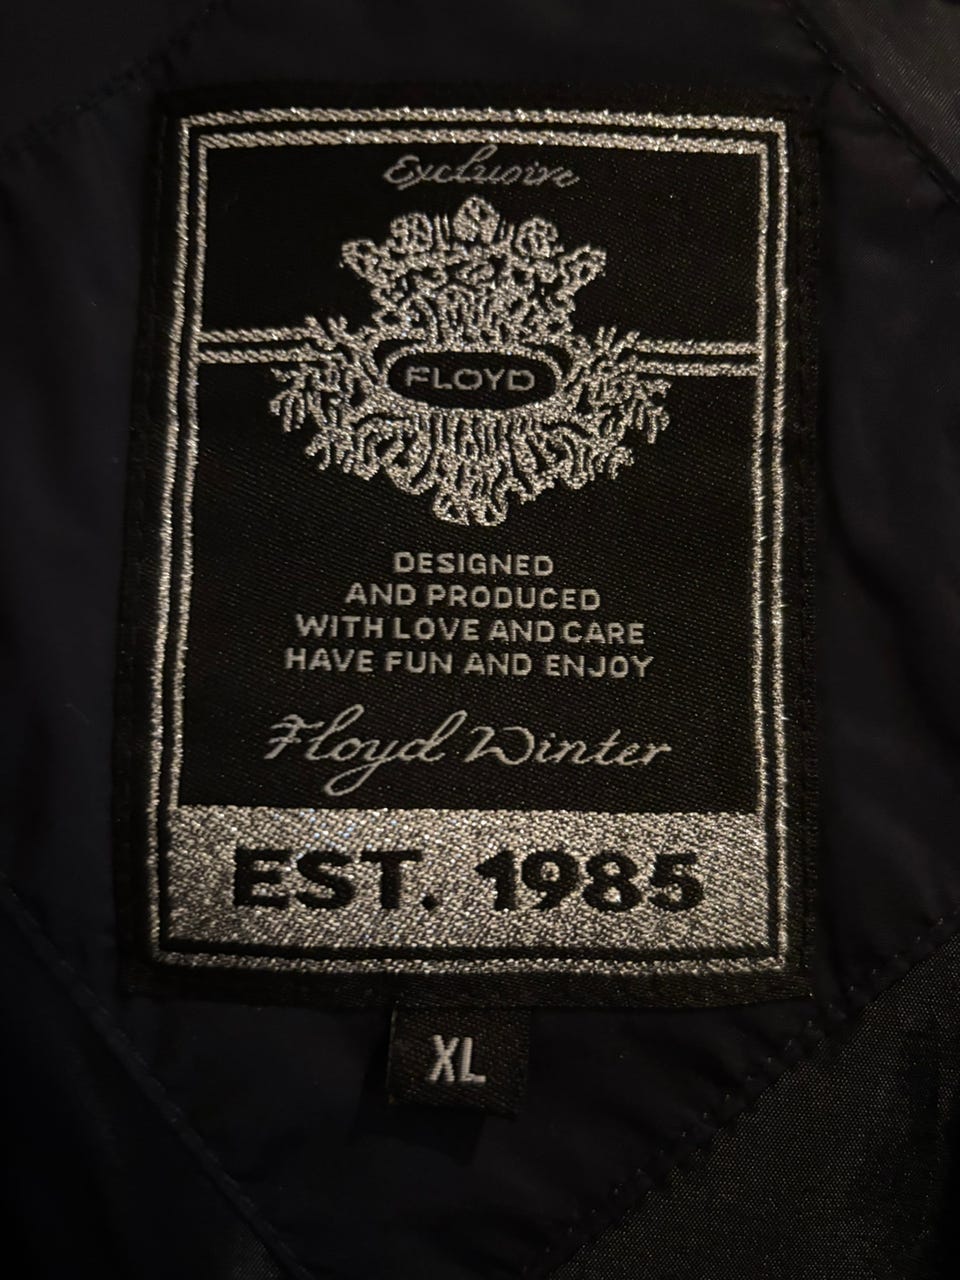 Exclusive
FLOYD
DESIGNED
AND PRODUCED
WITH LOVE AND CARE
HAVE FUN AND ENJOY
Floyd Winter
EST. 1985
XL